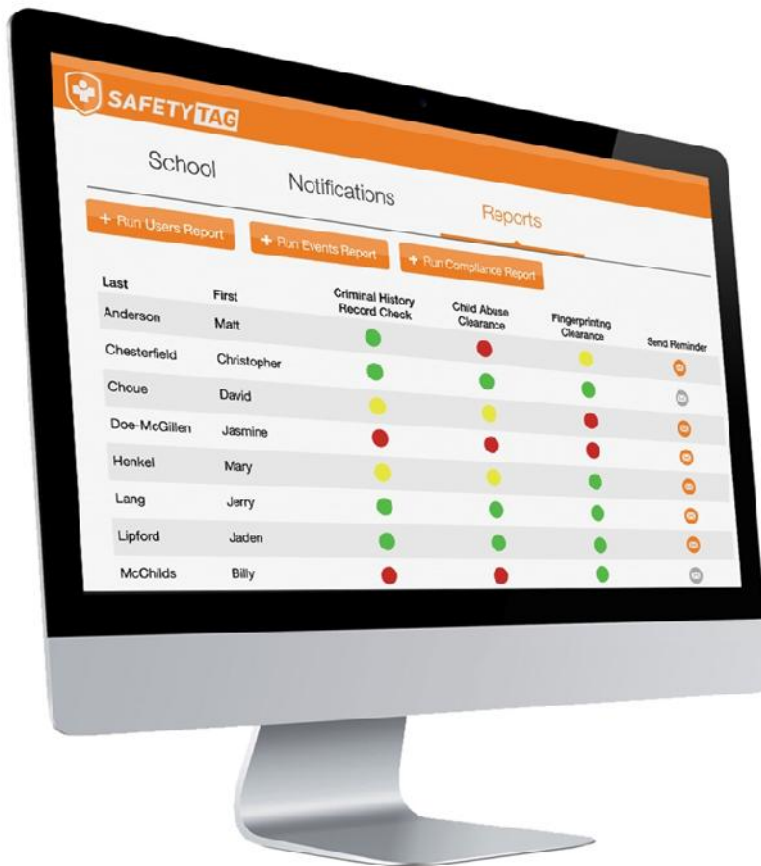 SAFETY TAG
School Notifications Reports
+ Run Users Report + Run Events Report + Run Compliance Report
Last First Criminal History Record Check Child Abuse Clearance Fingerprinting Clearance Send Reminder
Anderson Matt
Chesterfield Christopher
Choue David
Doe-McGillen Jasmine
Henkel Mary
Lang Jerry
Lipford Jaden
McChilds Billy